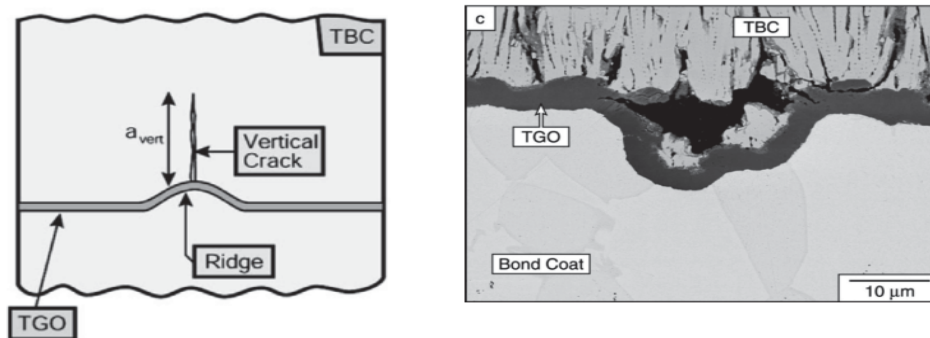 TBC
a vert
Vertical
Crack
Ridge
TGO
c
TBC
TGO
Bond Coat
10 μm